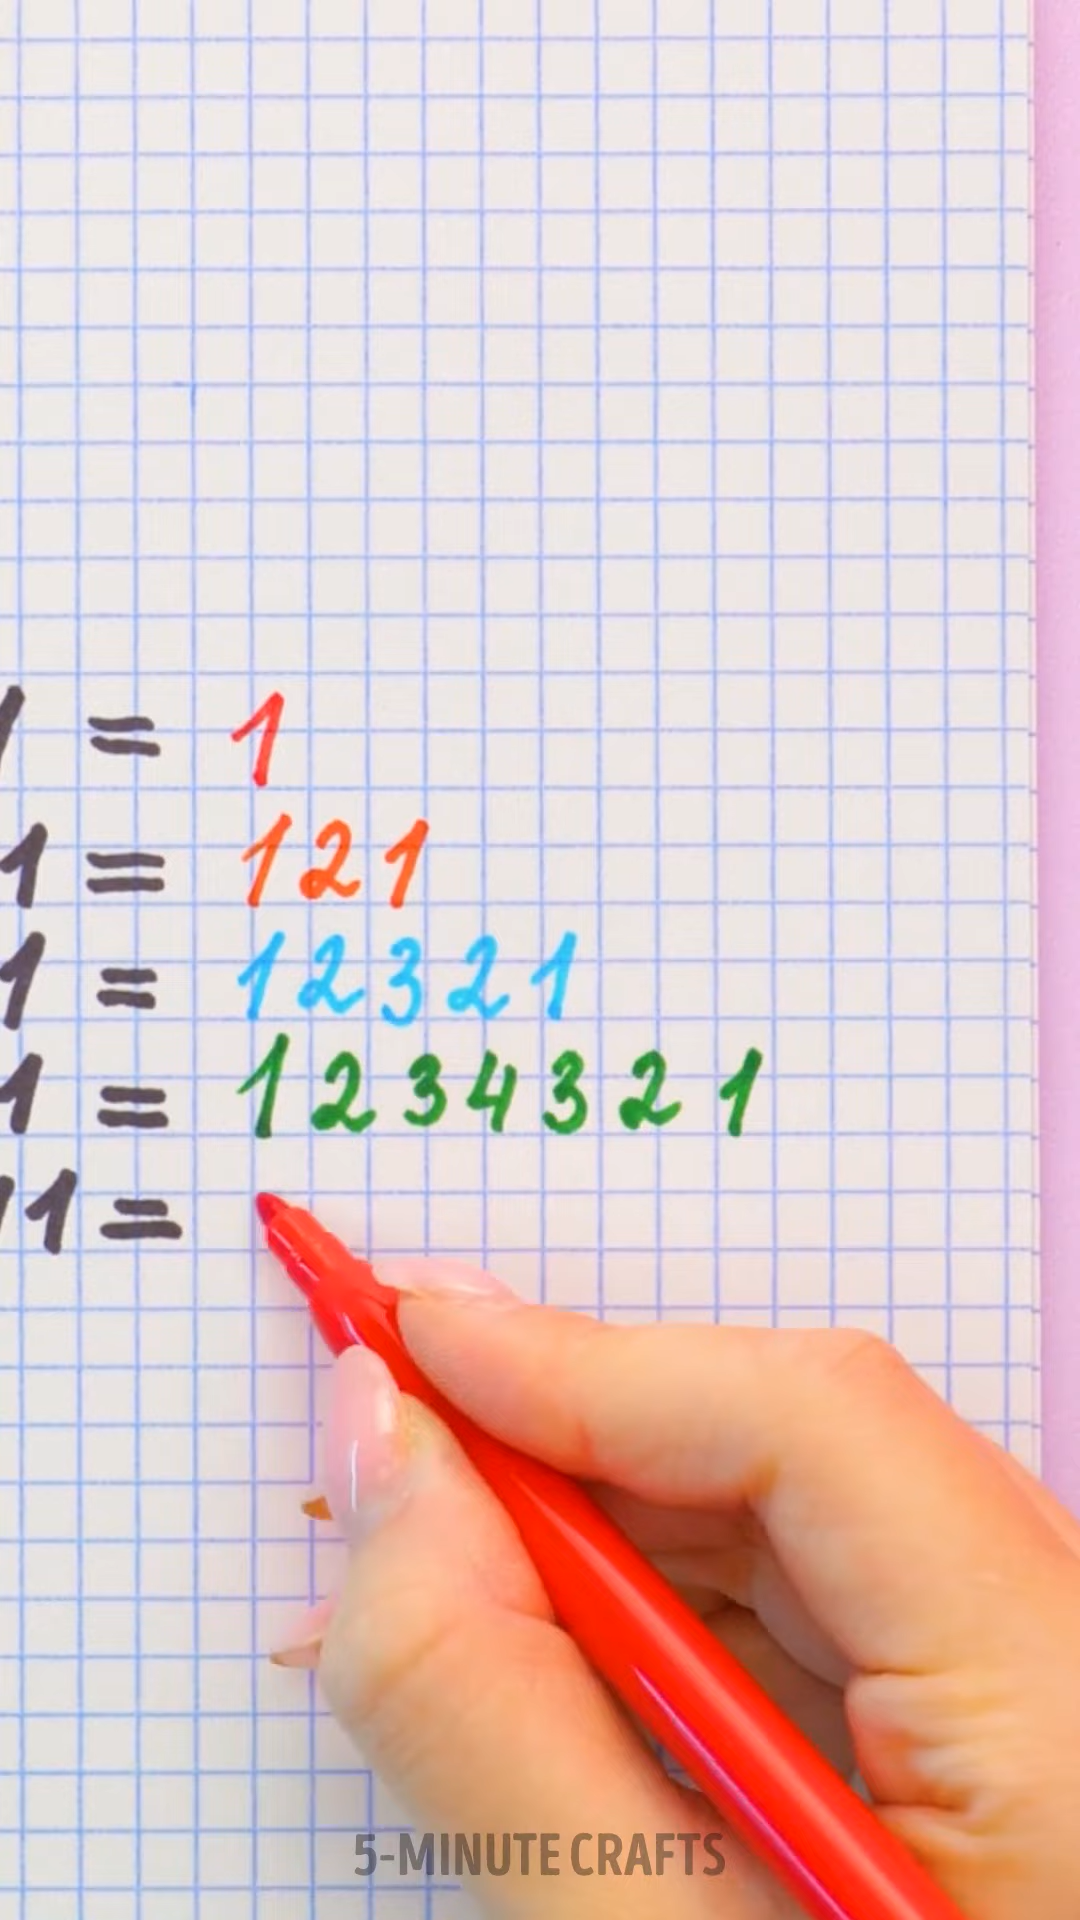 1 = 1
1 = 121
1 = 12321
1 = 1234321
11 =
5-MINUTE CRAFTS